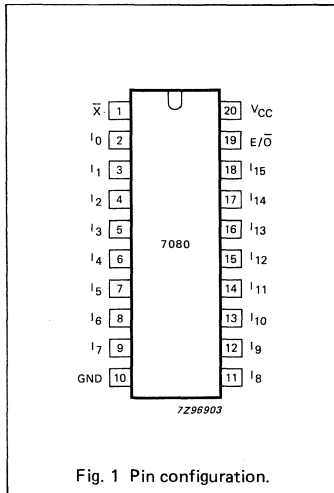 X̅ 1 20 VCC
I0 2 19 E/O̅
I1 3 18 I15
I2 4 17 I14
I3 5 16 I13
I4 6 7080 15 I12
I5 7 14 I11
I6 8 13 I10
I7 9 12 I9
GND 10 11 I8
7Z96903
Fig. 1 Pin configuration.